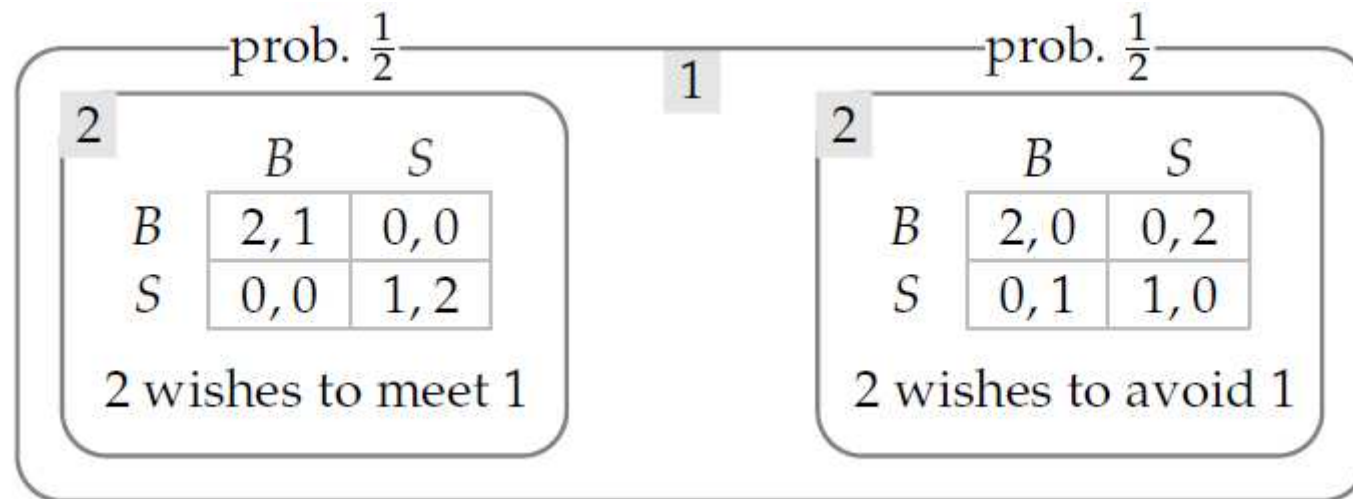 prob. 1/2 1 prob. 1/2
2 2
B S B S
B 2, 1 0, 0 B 2, 0 0, 2
S 0, 0 1, 2 S 0, 1 1, 0
2 wishes to meet 1 2 wishes to avoid 1